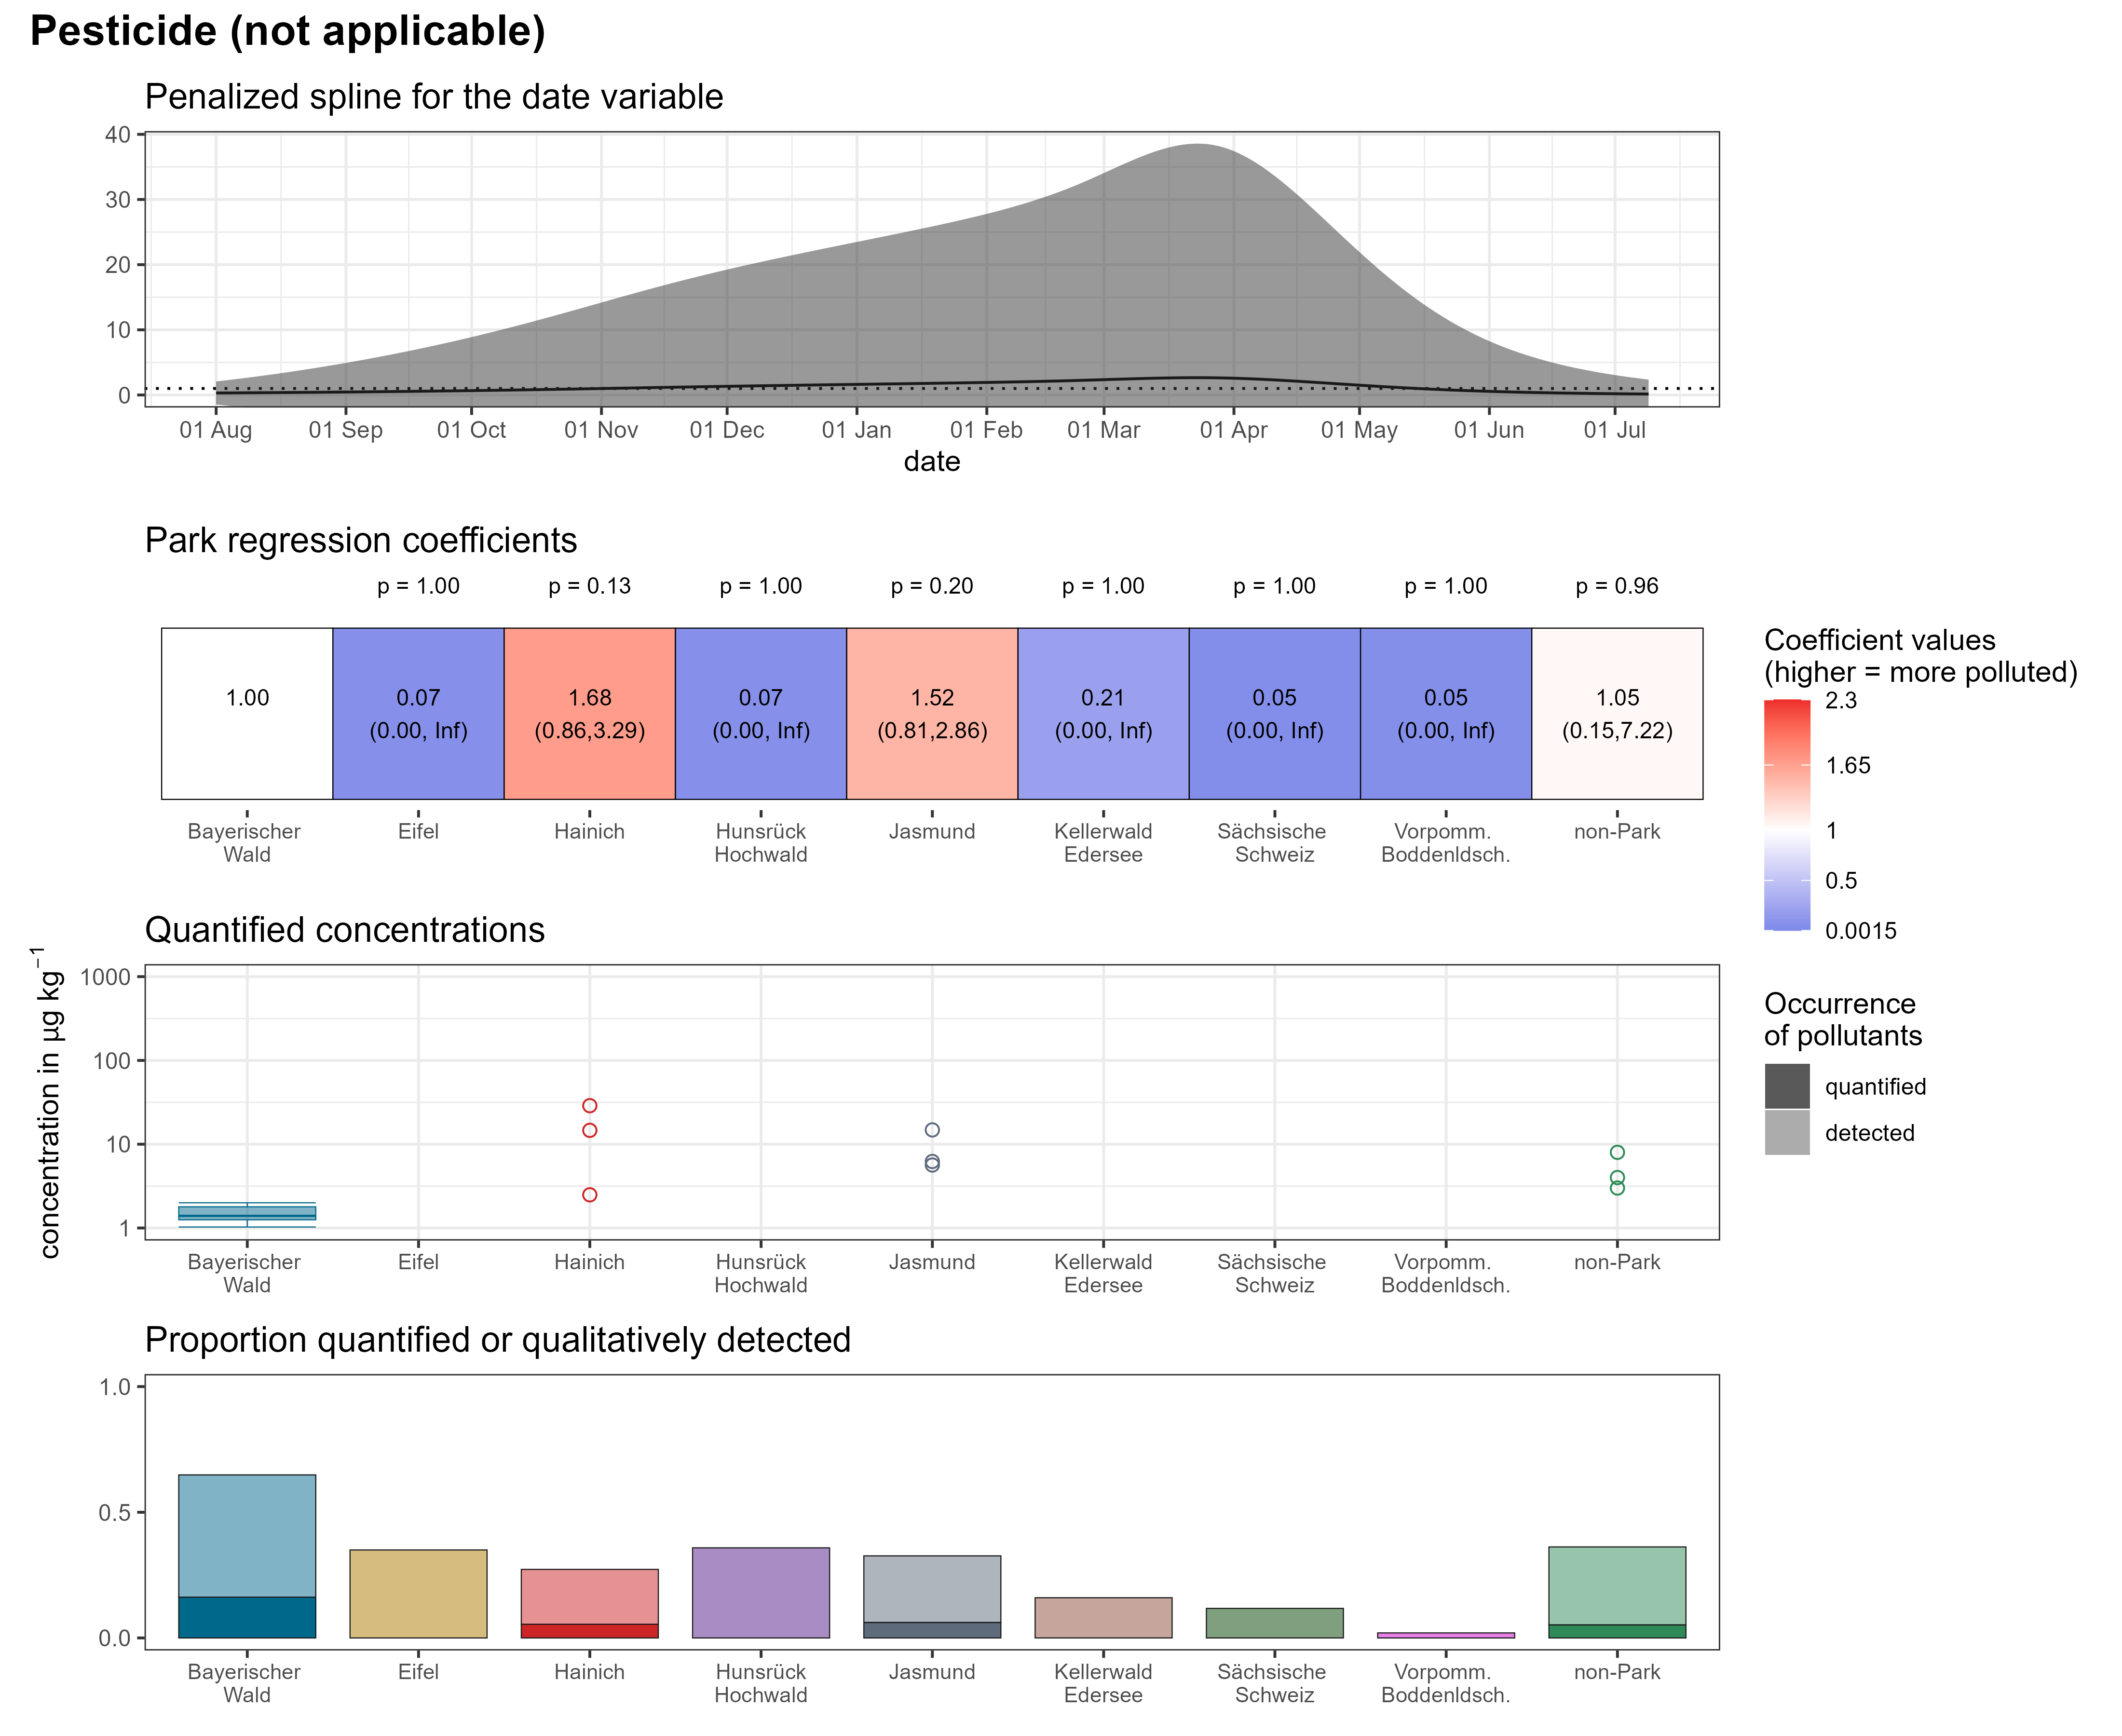 Pesticide (not applicable)
Penalized spline for the date variable
40
30
20
10
0
01 Aug 01 Sep 01 Oct 01 Nov 01 Dec 01 Jan 01 Feb 01 Mar 01 Apr 01 May 01 Jun 01 Jul
date
Park regression coefficients
p = 1.00 p = 0.13 p = 1.00 p = 0.20 p = 1.00 p = 1.00 p = 1.00 p = 0.96
1.00 0.07 1.68 0.07 1.52 0.21 0.05 0.05 1.05
(0.00, Inf) (0.86,3.29) (0.00, Inf) (0.81,2.86) (0.00, Inf) (0.00, Inf) (0.00, Inf) (0.15,7.22)
Bayerischer Eifel Hainich Hunsrück Jasmund Kellerwald Sächsische Vorpomm. non-Park
Wald Hochwald Edersee Schweiz Boddenldsch.
Coefficient values
(higher = more polluted)
2.3
1.65
1
0.5
0.0015
Quantified concentrations
concentration in µg kg⁻¹
1000
100
10
1
Bayerischer Eifel Hainich Hunsrück Jasmund Kellerwald Sächsische Vorpomm. non-Park
Wald Hochwald Edersee Schweiz Boddenldsch.
Occurrence
of pollutants
quantified
detected
Proportion quantified or qualitatively detected
1.0
0.5
0.0
Bayerischer Eifel Hainich Hunsrück Jasmund Kellerwald Sächsische Vorpomm. non-Park
Wald Hochwald Edersee Schweiz Boddenldsch.